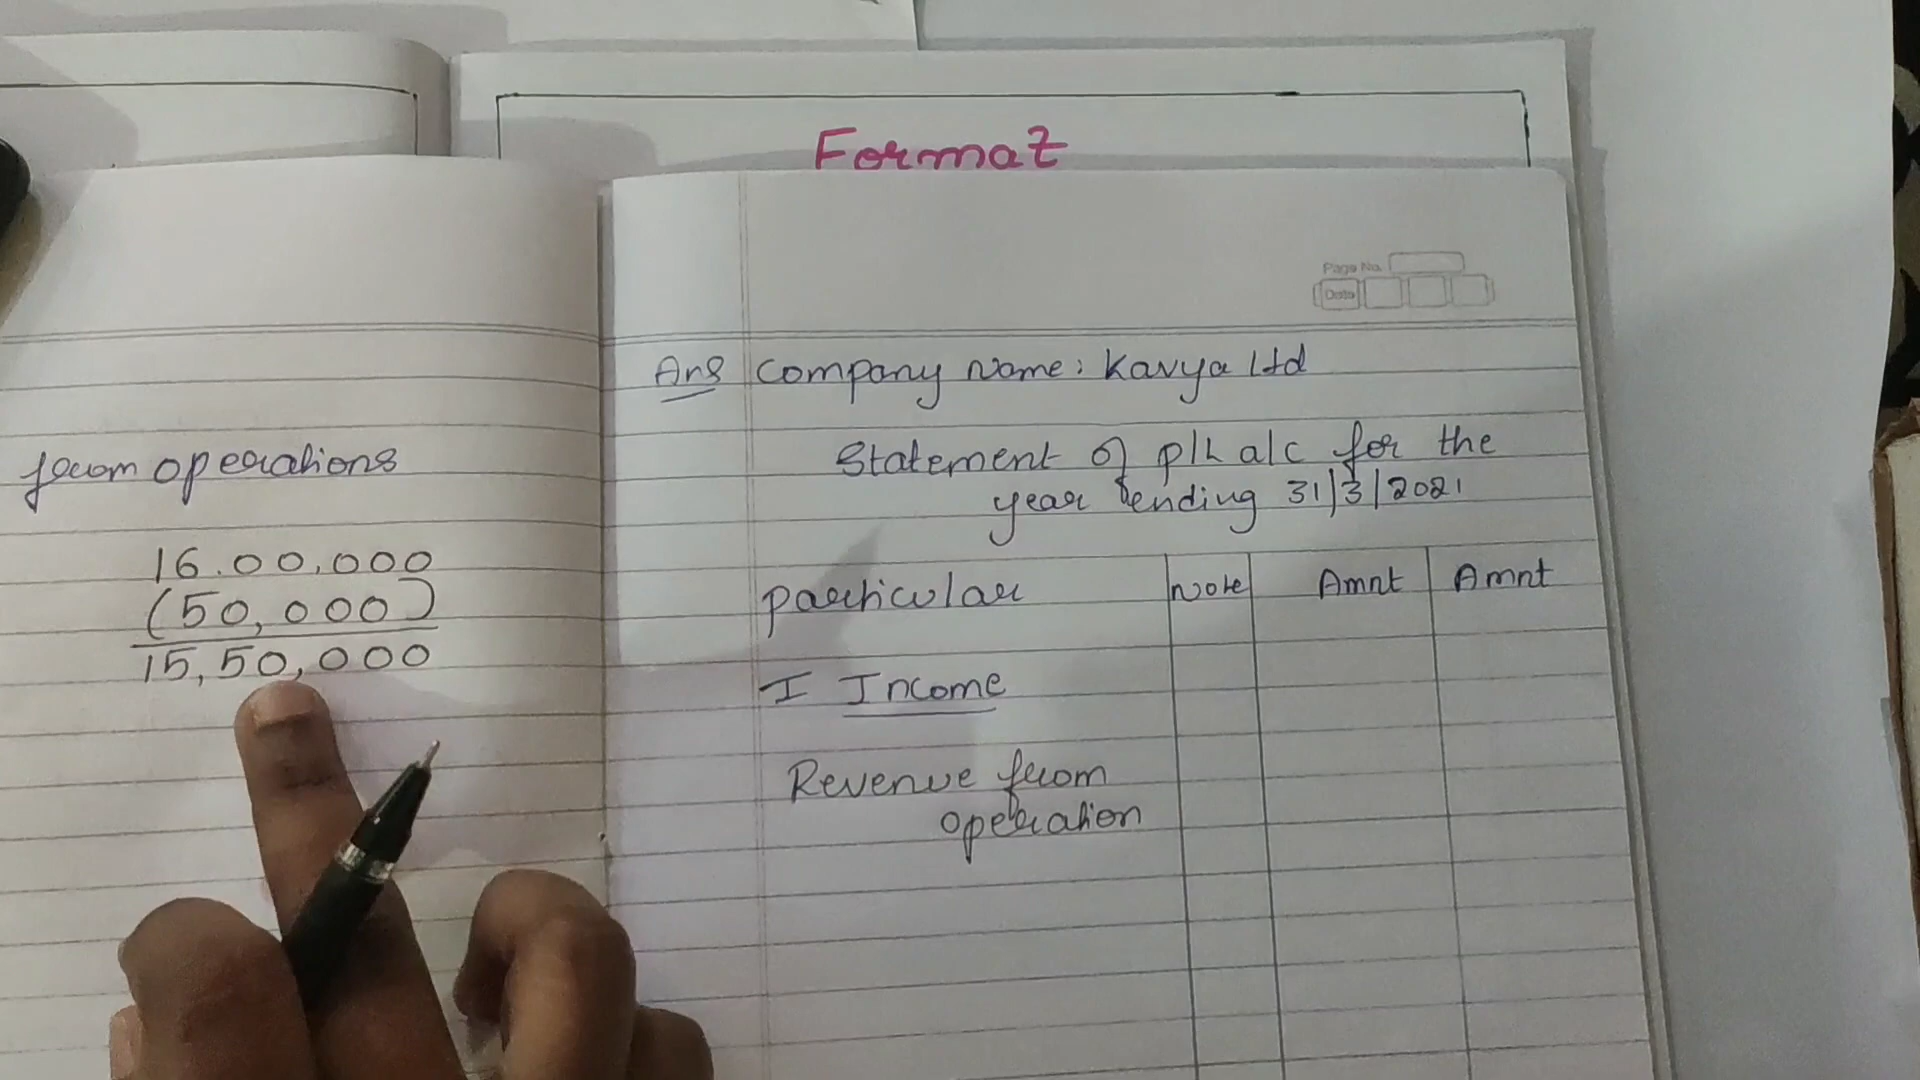 Format
from operations
16.00,000
(50,000)
15,50,000
Page No.
Date
Ans Company Name: Kavya Ltd
Statement of P/L a/c for the
year ending 31/3/2021
Particular Note Amnt Amnt
I Income
Revenue from
operation